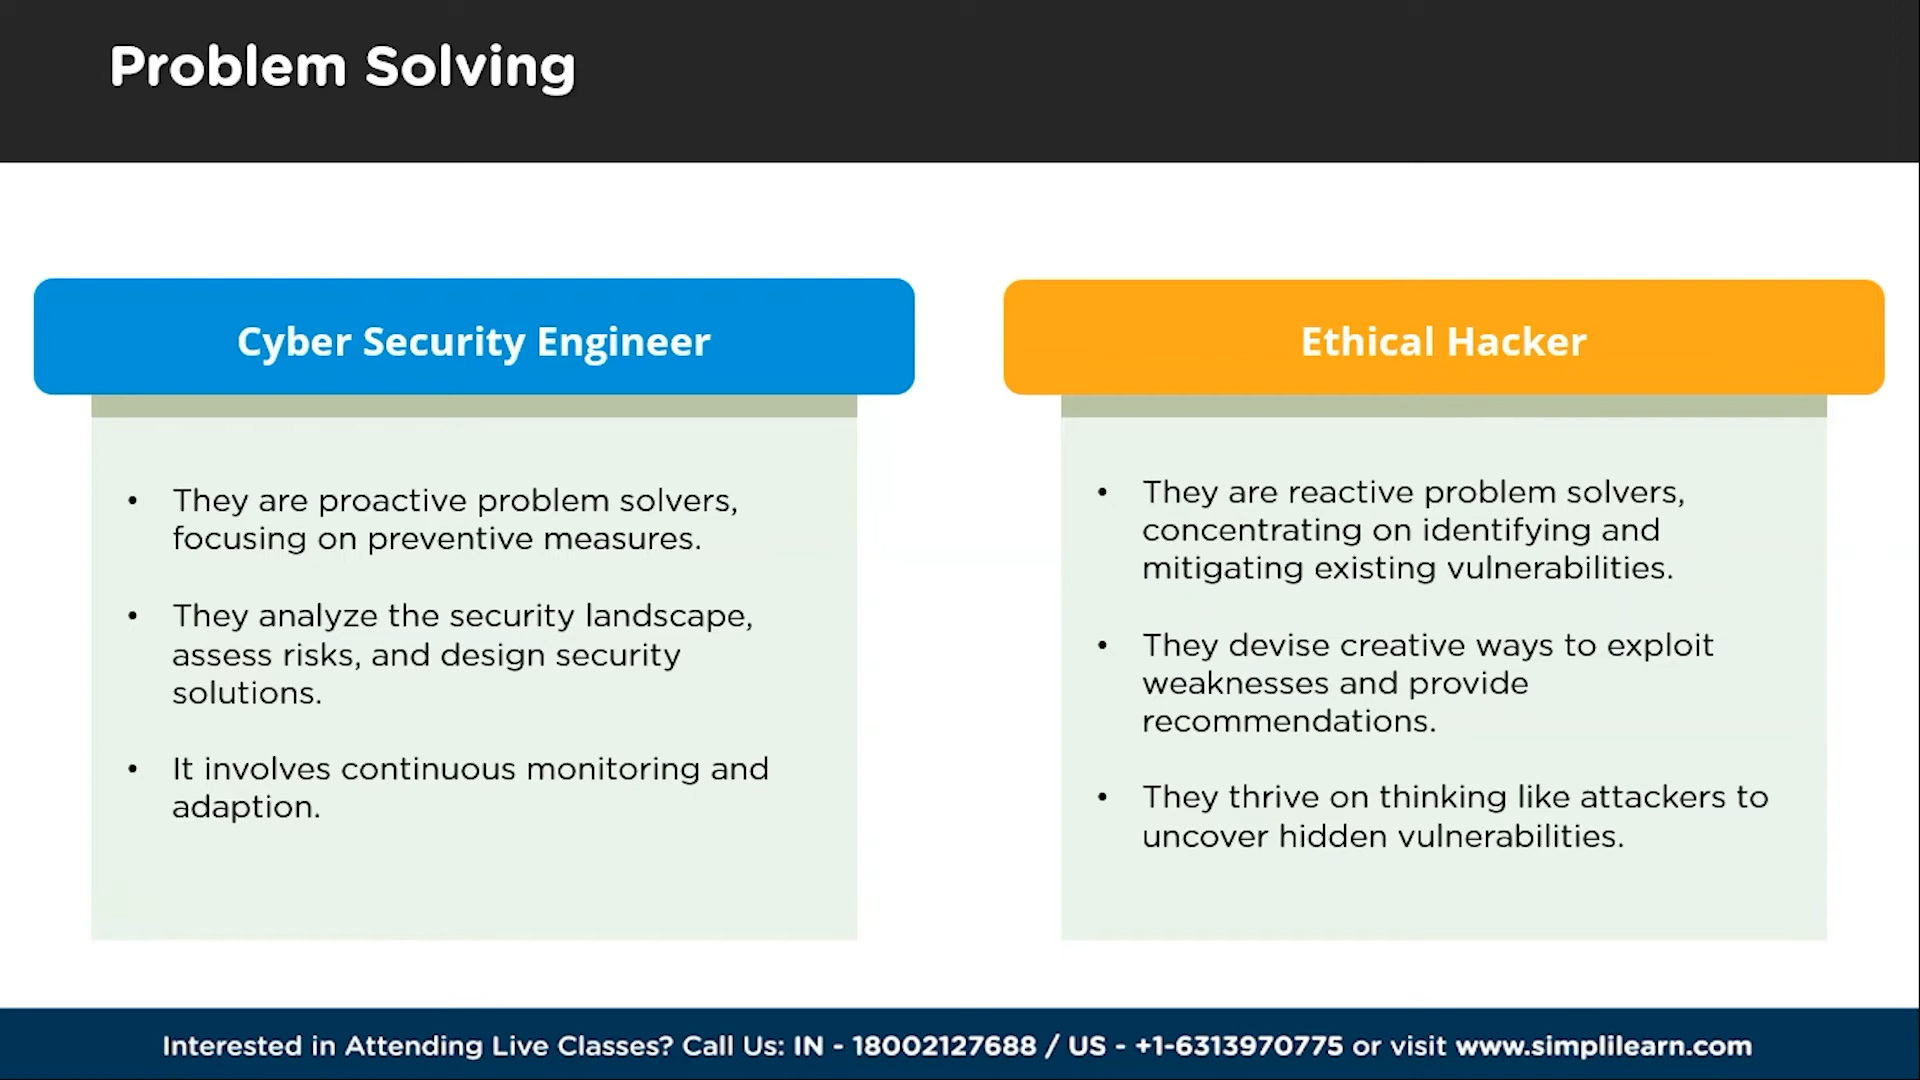 Problem Solving
Cyber Security Engineer
• They are proactive problem solvers,
focusing on preventive measures.
• They analyze the security landscape,
assess risks, and design security
solutions.
• It involves continuous monitoring and
adaption.
Ethical Hacker
• They are reactive problem solvers,
concentrating on identifying and
mitigating existing vulnerabilities.
• They devise creative ways to exploit
weaknesses and provide
recommendations.
• They thrive on thinking like attackers to
uncover hidden vulnerabilities.
Interested in Attending Live Classes? Call Us: IN - 18002127688 / US - +1-6313970775 or visit www.simplilearn.com